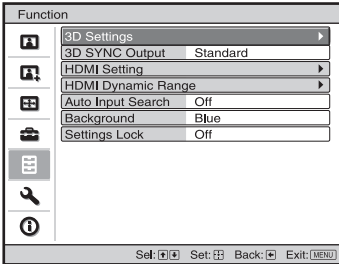 Function
3D Settings
3D SYNC Output Standard
HDMI Setting
HDMI Dynamic Range
Auto Input Search Off
Background Blue
Settings Lock Off
Sel: Set: Back: Exit: MENU